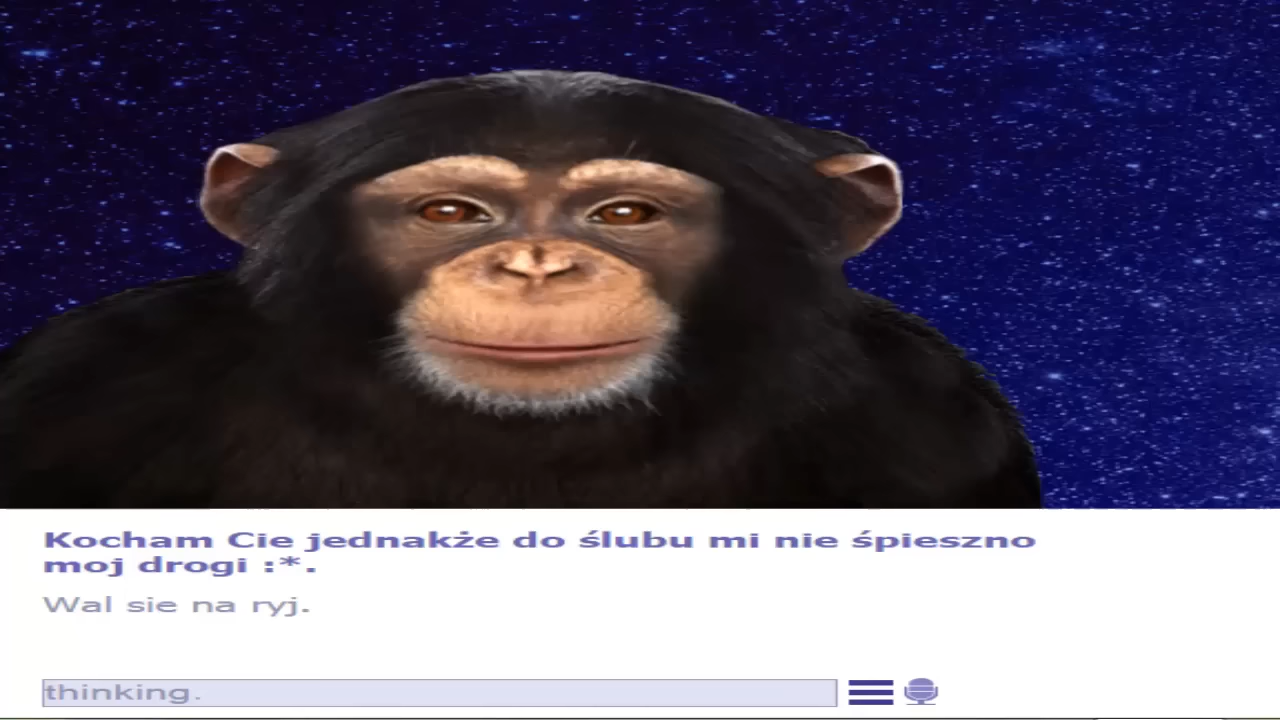 Kocham Cie jednakże do ślubu mi nie śpieszno
moj drogi :*.
Wal sie na ryj.
thinking.